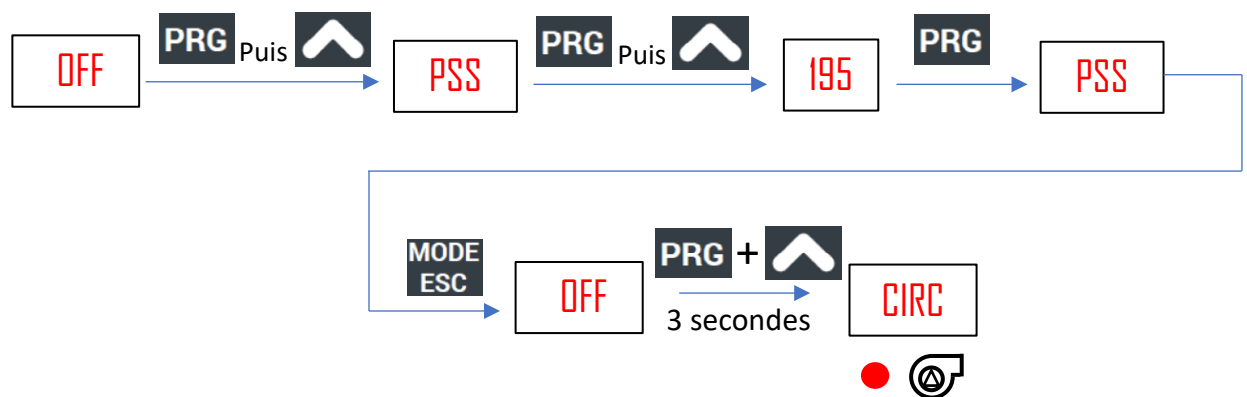 OFF PRG Puis PSS PRG Puis 195 PRG PSS
MODE
ESC
OFF PRG + CIRC
3 secondes